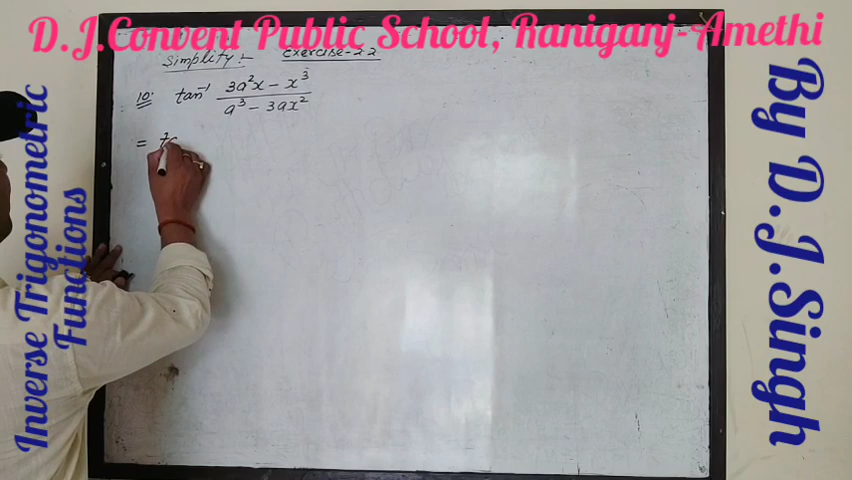 D.J.Convent Public School, Raniganj-Amethi
Simplify:- Exercise-2.2
10. tan⁻¹ (3a²x - x³)/(a³ - 3ax²)
=
Inverse Trigonometric
Functions
By D.J.Singh